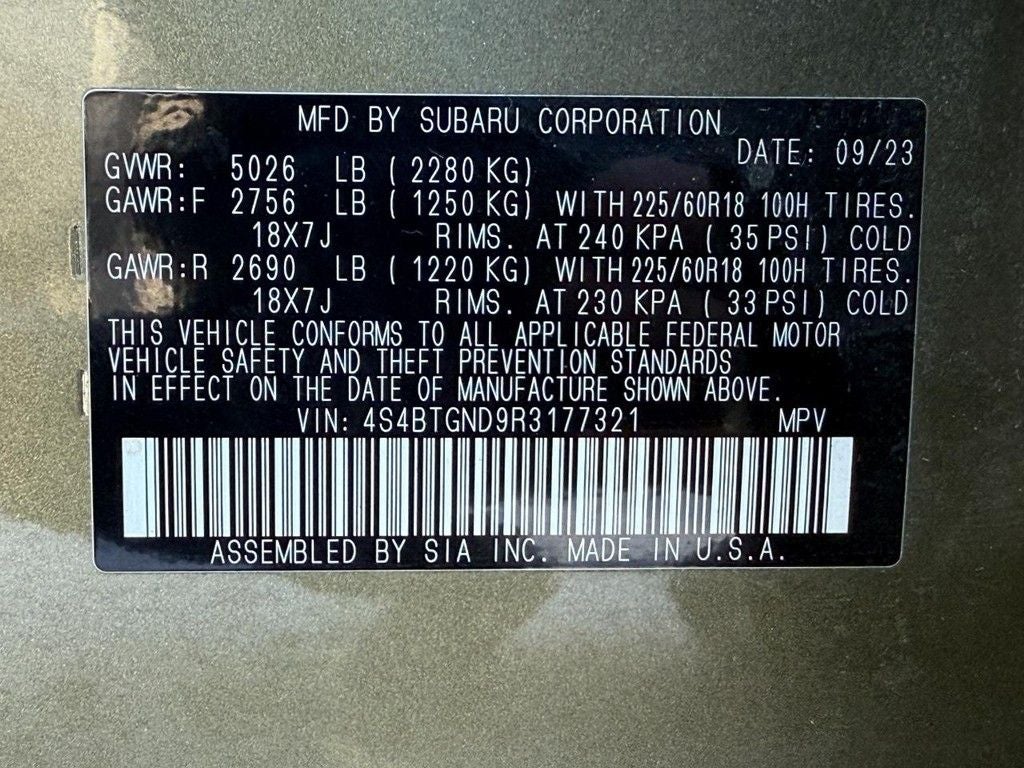 MFD BY SUBARU CORPORATION
DATE: 09/23
GVWR: 5026 LB ( 2280 KG)
GAWR:F 2756 LB ( 1250 KG) WITH 225/60R18 100H TIRES.
18X7J RIMS. AT 240 KPA ( 35 PSI) COLD
GAWR:R 2690 LB ( 1220 KG) WITH 225/60R18 100H TIRES.
18X7J RIMS. AT 230 KPA ( 33 PSI) COLD
THIS VEHICLE CONFORMS TO ALL APPLICABLE FEDERAL MOTOR
VEHICLE SAFETY AND THEFT PREVENTION STANDARDS
IN EFFECT ON THE DATE OF MANUFACTURE SHOWN ABOVE.
VIN: 4S4BTGND9R3177321 MPV
ASSEMBLED BY SIA INC. MADE IN U.S.A.